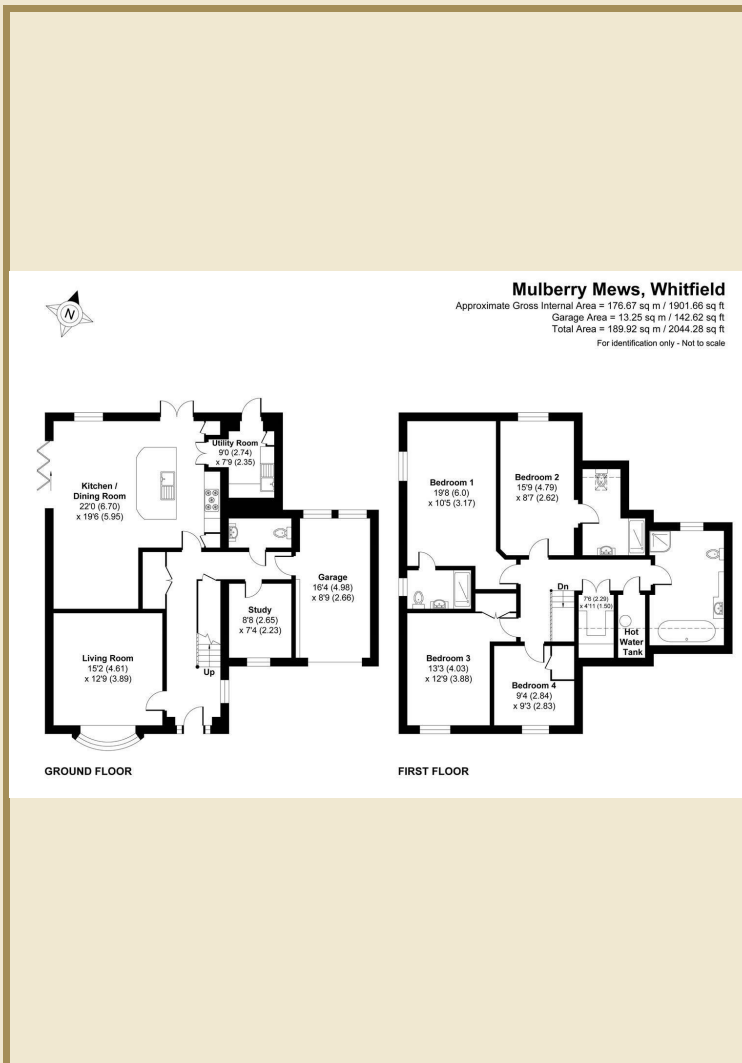 Mulberry Mews, Whitfield
Approximate Gross Internal Area = 176.67 sq m / 1901.66 sq ft
Garage Area = 13.25 sq m / 142.62 sq ft
Total Area = 189.92 sq m / 2044.28 sq ft
For identification only - Not to scale
N
Utility Room
9'0 (2.74)
x 7'9 (2.35)
Kitchen /
Dining Room
22'0 (6.70)
x 19'6 (5.95)
Garage
16'4 (4.98)
x 8'9 (2.66)
Study
8'8 (2.65)
x 7'4 (2.23)
Living Room
15'2 (4.61)
x 12'9 (3.89)
Up
GROUND FLOOR
Bedroom 1
19'8 (6.0)
x 10'5 (3.17)
Bedroom 2
15'9 (4.79)
x 8'7 (2.62)
Dn
7'6 (2.29)
x 4'11 (1.50)
Hot
Water
Tank
Bedroom 3
13'3 (4.03)
x 12'9 (3.88)
Bedroom 4
9'4 (2.84)
x 9'3 (2.83)
FIRST FLOOR